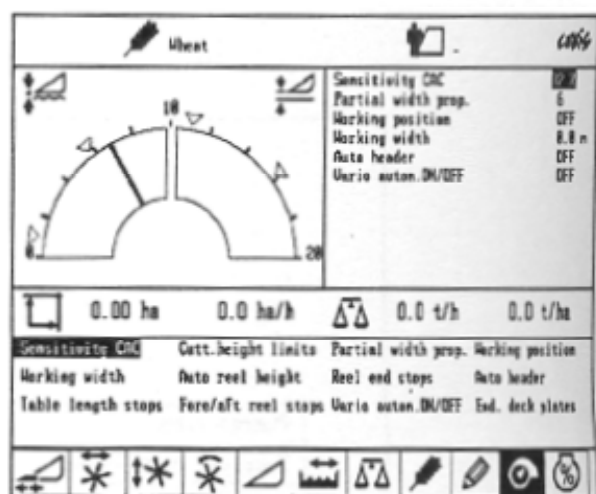 Wheat
Sensitivity CAC
Partial width prop. 6
Working position OFF
Working width 0.0 m
Auto header OFF
Vario autom.ON/OFF OFF
10
0
20
0.00 ha 0.0 ha/h 0.0 t/h 0.0 t/ha
Sensitivity CAC Cutt.height limits Partial width prop. Working position
Working width Auto reel height Reel end stops Auto header
Table length stops Fore/aft reel stops Vario autom.ON/OFF End. deck plates
%